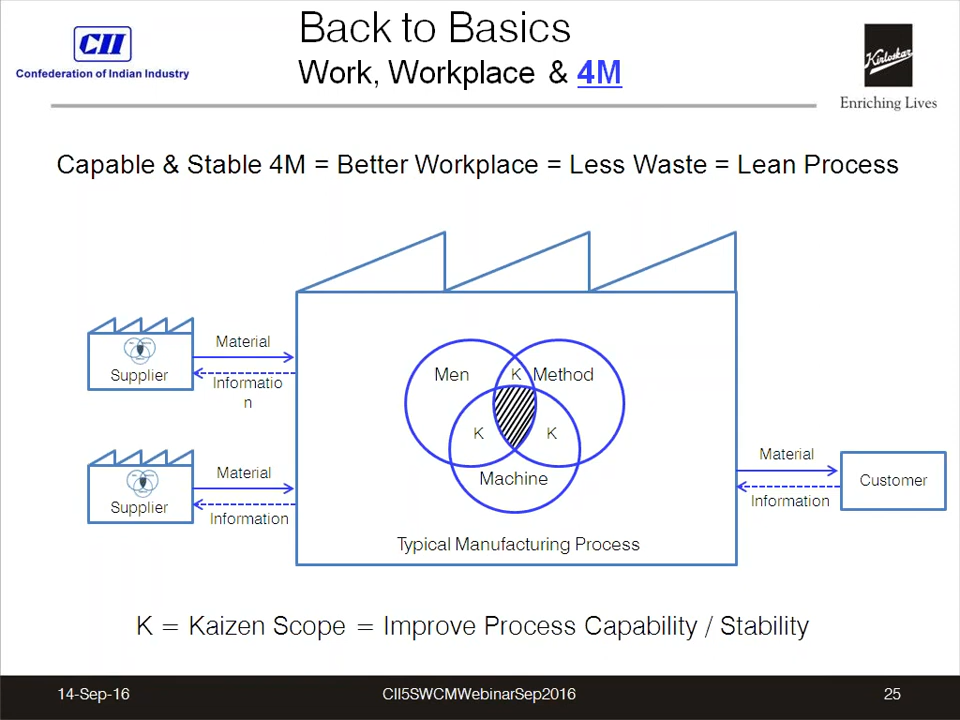 Back to Basics
CII
Confederation of Indian Industry
Work, Workplace & 4M
Kirloskar
Enriching Lives
Capable & Stable 4M = Better Workplace = Less Waste = Lean Process
Supplier
Material
Informatio
n
Supplier
Material
Information
Men
K
Method
K
K
Machine
Typical Manufacturing Process
Material
Information
Customer
K = Kaizen Scope = Improve Process Capability / Stability
14-Sep-16
CII5SWCMWebinarSep2016
25